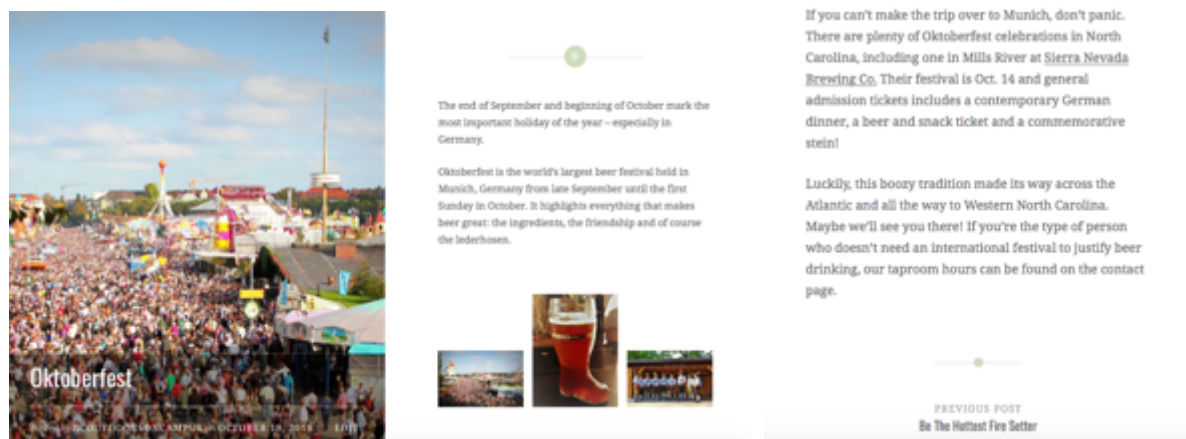 Oktoberfest
OCTOBER 19, 2018 EDIT
The end of September and beginning of October mark the
most important holiday of the year – especially in
Germany.
Oktoberfest is the world's largest beer festival held in
Munich, Germany from late September until the first
Sunday in October. It highlights everything that makes
beer great: the ingredients, the friendship and of course
the lederhosen.
If you can't make the trip over to Munich, don't panic.
There are plenty of Oktoberfest celebrations in North
Carolina, including one in Mills River at Sierra Nevada
Brewing Co. Their festival is Oct. 14 and general
admission tickets includes a contemporary German
dinner, a beer and snack ticket and a commemorative
stein!
Luckily, this boozy tradition made its way across the
Atlantic and all the way to Western North Carolina.
Maybe we'll see you there! If you're the type of person
who doesn't need an international festival to justify beer
drinking, our taproom hours can be found on the contact
page.
PREVIOUS POST
Be The Hottest Fire Setter